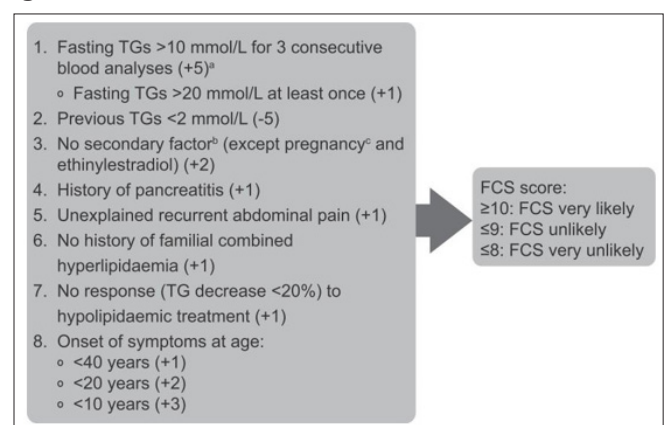 1. Fasting TGs >10 mmol/L for 3 consecutive
blood analyses (+5)ᵃ
∘ Fasting TGs >20 mmol/L at least once (+1)
2. Previous TGs <2 mmol/L (-5)
3. No secondary factorᵇ (except pregnancyᶜ and
ethinylestradiol) (+2)
4. History of pancreatitis (+1)
5. Unexplained recurrent abdominal pain (+1)
6. No history of familial combined
hyperlipidaemia (+1)
7. No response (TG decrease <20%) to
hypolipidaemic treatment (+1)
8. Onset of symptoms at age:
∘ <40 years (+1)
∘ <20 years (+2)
∘ <10 years (+3)
FCS score:
≥10: FCS very likely
≤9: FCS unlikely
≤8: FCS very unlikely